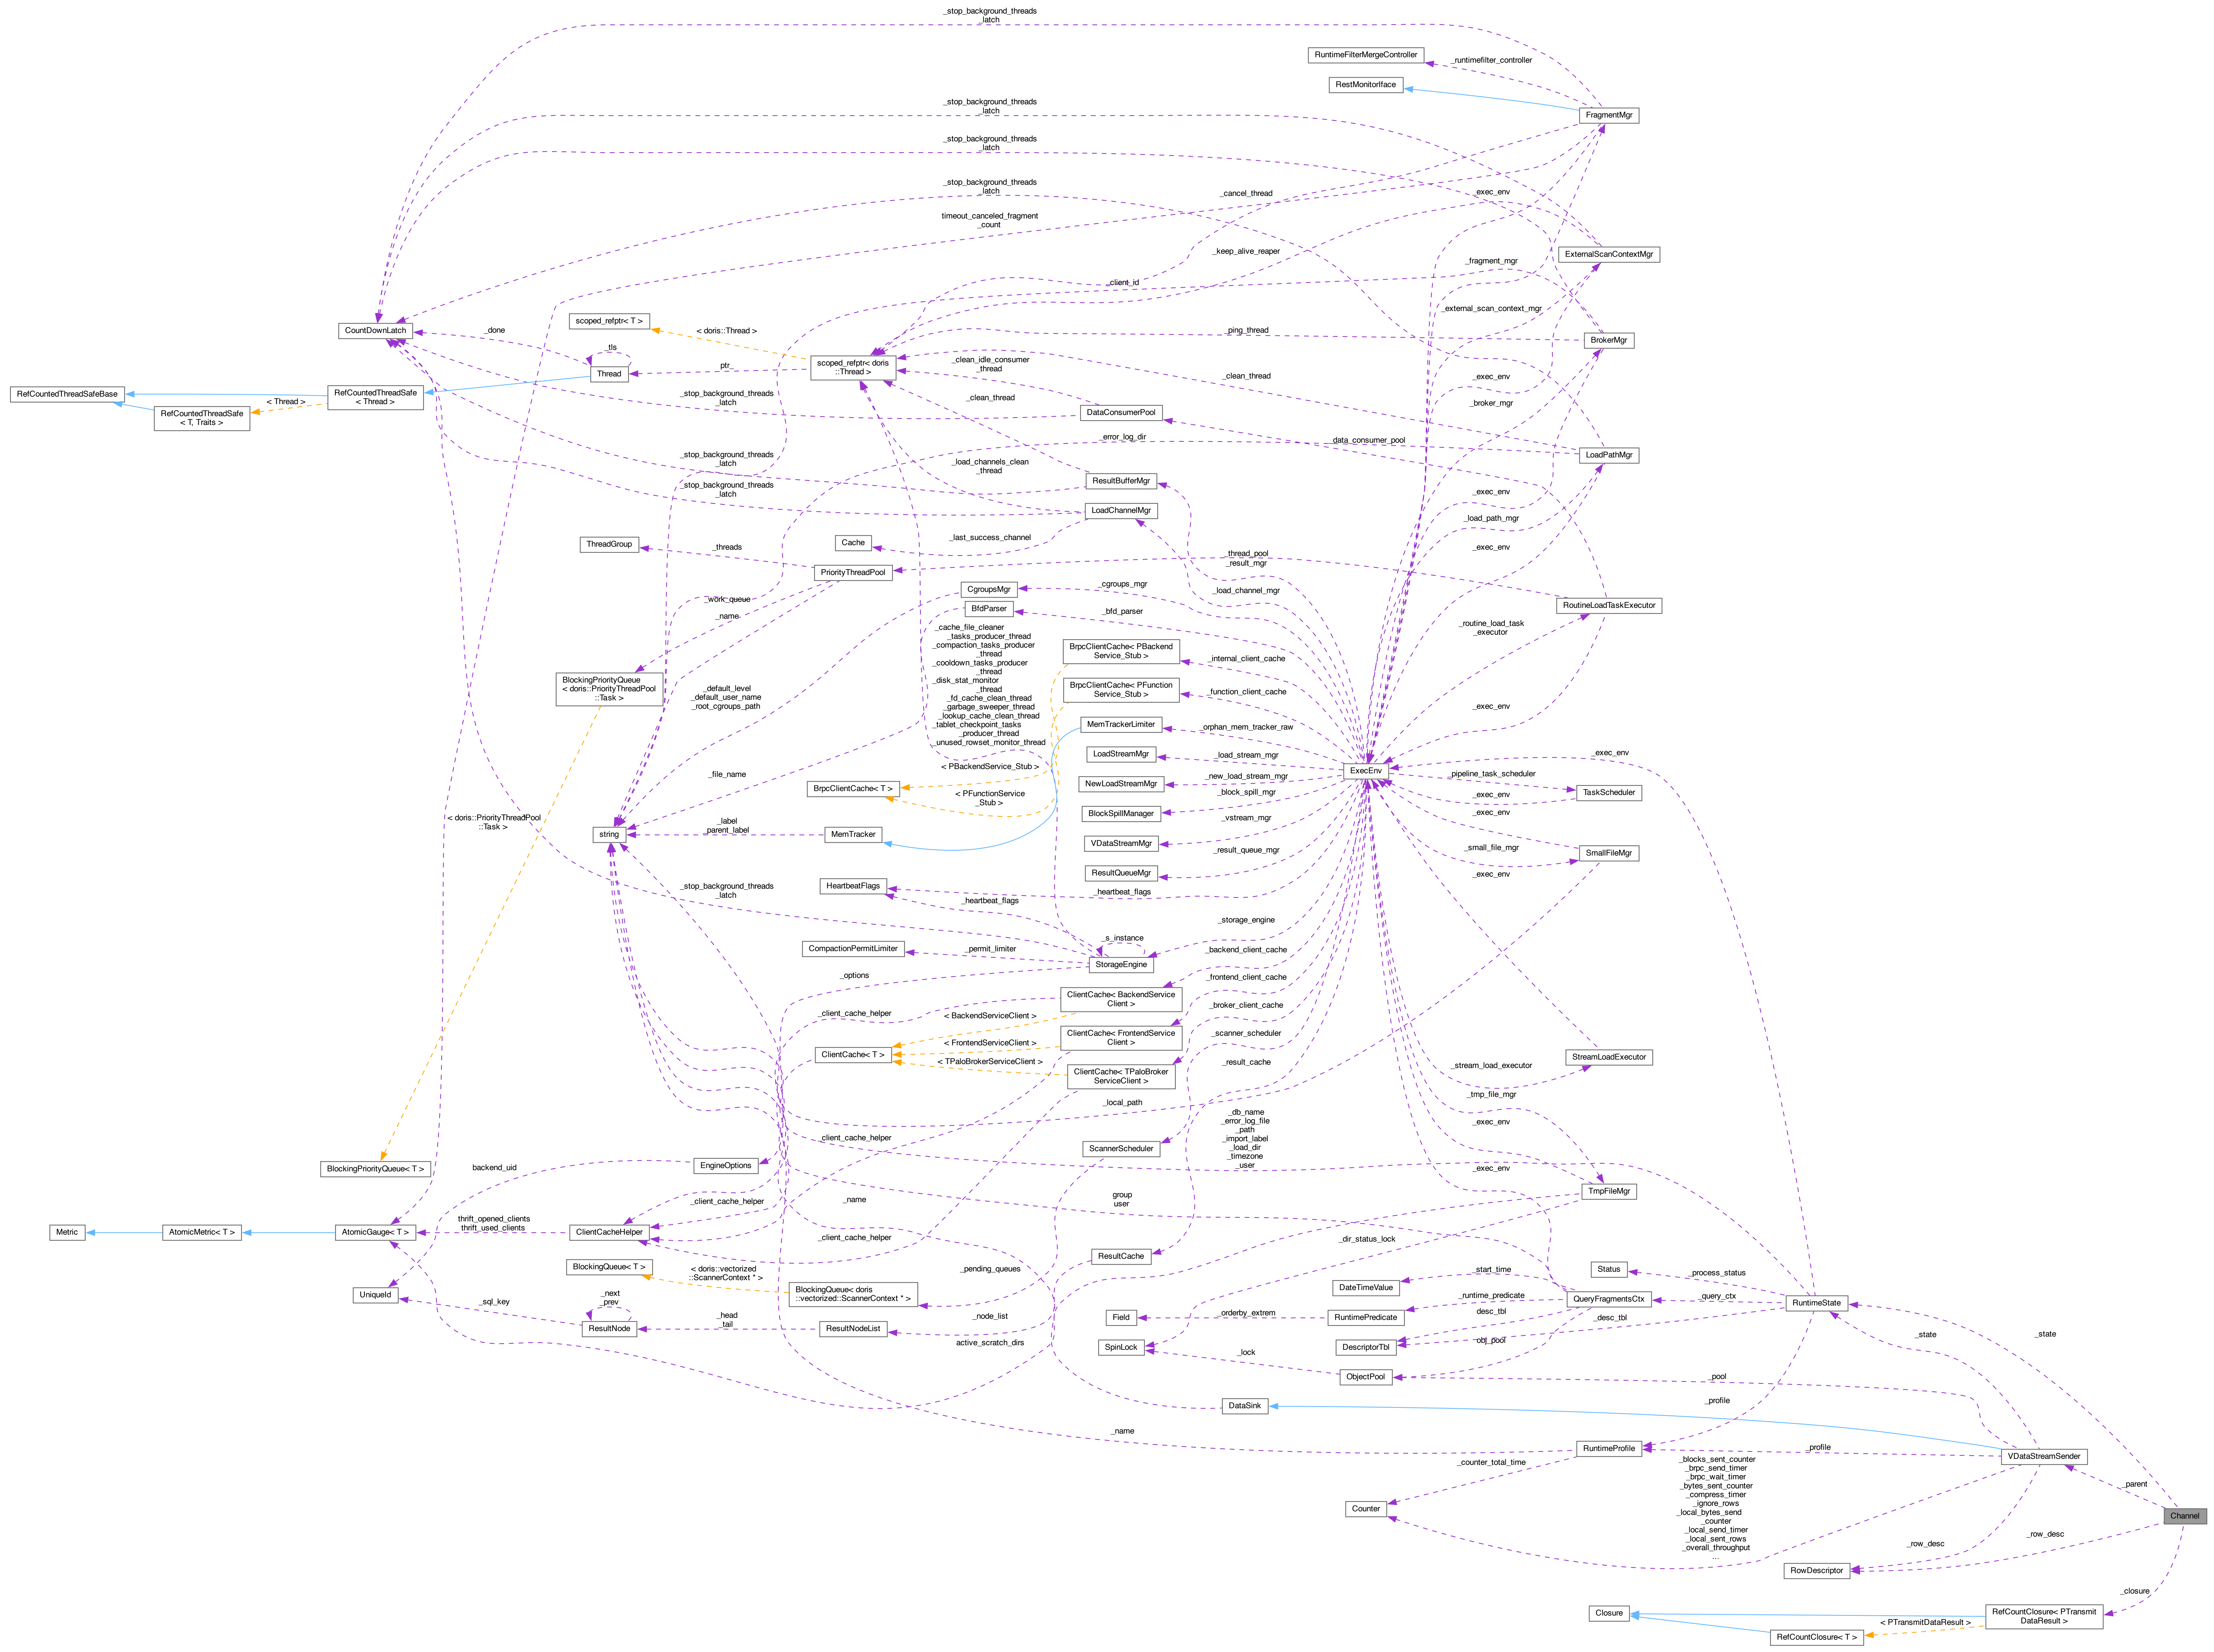 _stop_background_threads
_latch
RuntimeFilterMergeController
_runtimefilter_controller
RestMonitorIface
FragmentMgr
_stop_background_threads
_latch
_stop_background_threads
_latch
_stop_background_threads
_latch
_cancel_thread
_exec_env
timeout_canceled_fragment
_count
_keep_alive_reaper
ExternalScanContextMgr
_fragment_mgr
_client_id
_external_scan_context_mgr
scoped_refptr< T >
< doris::Thread >
CountDownLatch
_done
_ping_thread
BrokerMgr
_tls
Thread
ptr_
scoped_refptr< doris
::Thread >
_clean_idle_consumer
_thread
_clean_thread
_exec_env
RefCountedThreadSafeBase
RefCountedThreadSafe
< Thread >
< Thread >
RefCountedThreadSafe
< T, Traits >
_stop_background_threads
_latch
_clean_thread
DataConsumerPool
_broker_mgr
_error_log_dir
_data_consumer_pool
LoadPathMgr
_stop_background_threads
_latch
_load_channels_clean
_thread
ResultBufferMgr
_stop_background_threads
_latch
LoadChannelMgr
_exec_env
_load_path_mgr
ThreadGroup
_threads
Cache
_last_success_channel
_exec_env
PriorityThreadPool
_thread_pool
_result_mgr
_work_queue
_name
CgroupsMgr
_cgroups_mgr
_load_channel_mgr
BfdParser
_bfd_parser
RoutineLoadTaskExecutor
_routine_load_task
_executor
_cache_file_cleaner
_tasks_producer_thread
_compaction_tasks_producer
_thread
_cooldown_tasks_producer
_thread
_disk_stat_monitor
_thread
_fd_cache_clean_thread
_garbage_sweeper_thread
_lookup_cache_clean_thread
_tablet_checkpoint_tasks
_producer_thread
_unused_rowset_monitor_thread
BrpcClientCache< PBackend
Service_Stub >
_internal_client_cache
BlockingPriorityQueue
< doris::PriorityThreadPool
::Task >
_default_level
_default_user_name
_root_cgroups_path
BrpcClientCache< PFunction
Service_Stub >
_function_client_cache
_exec_env
MemTrackerLimiter
_orphan_mem_tracker_raw
LoadStreamMgr
_load_stream_mgr
_exec_env
< PBackendService_Stub >
_file_name
NewLoadStreamMgr
_new_load_stream_mgr
ExecEnv
_pipeline_task_scheduler
BrpcClientCache< T >
< PFunctionService
_Stub >
_block_spill_mgr
_exec_env
TaskScheduler
BlockSpillManager
_exec_env
< doris::PriorityThreadPool
::Task >
string
_label
_parent_label
MemTracker
_vstream_mgr
VDataStreamMgr
_result_queue_mgr
_small_file_mgr
SmallFileMgr
ResultQueueMgr
_exec_env
HeartbeatFlags
_heartbeat_flags
_stop_background_threads
_latch
_heartbeat_flags
_storage_engine
_s_instance
CompactionPermitLimiter
_permit_limiter
StorageEngine
_backend_client_cache
_options
_frontend_client_cache
ClientCache< BackendService
Client >
_client_cache_helper
< BackendServiceClient >
_broker_client_cache
ClientCache< FrontendService
Client >
_scanner_scheduler
< FrontendServiceClient >
ClientCache< T >
< TPaloBrokerServiceClient >
StreamLoadExecutor
_stream_load_executor
_result_cache
ClientCache< TPaloBroker
ServiceClient >
_tmp_file_mgr
_local_path
_db_name
_error_log_file
_path
_import_label
_load_dir
_timezone
_user
_exec_env
_client_cache_helper
ScannerScheduler
BlockingPriorityQueue< T >
backend_uid
EngineOptions
_exec_env
TmpFileMgr
_name
_client_cache_helper
group
user
Metric
AtomicMetric< T >
AtomicGauge< T >
thrift_opened_clients
thrift_used_clients
ClientCacheHelper
_client_cache_helper
_dir_status_lock
ResultCache
BlockingQueue< T >
< doris::vectorized
::ScannerContext * >
_pending_queues
Status
_process_status
_start_time
DateTimeValue
UniqueId
BlockingQueue< doris
::vectorized::ScannerContext * >
_runtime_predicate
QueryFragmentsCtx
_query_ctx
RuntimeState
_sql_key
_next
_prev
_node_list
Field
_orderby_extrem
RuntimePredicate
desc_tbl
_desc_tbl
ResultNode
_head
_tail
ResultNodeList
active_scratch_dirs
SpinLock
_lock
DescriptorTbl
obj_pool
_state
_state
ObjectPool
_pool
DataSink
_profile
_name
RuntimeProfile
_profile
VDataStreamSender
_counter_total_time
_blocks_sent_counter
_brpc_send_timer
_brpc_wait_timer
_bytes_sent_counter
_compress_timer
_ignore_rows
_local_bytes_send
_counter
_local_send_timer
_local_sent_rows
_overall_throughput
...
_parent
Counter
Channel
_row_desc
_row_desc
RowDescriptor
_closure
Closure
RefCountClosure< PTransmit
DataResult >
< PTransmitDataResult >
RefCountClosure< T >